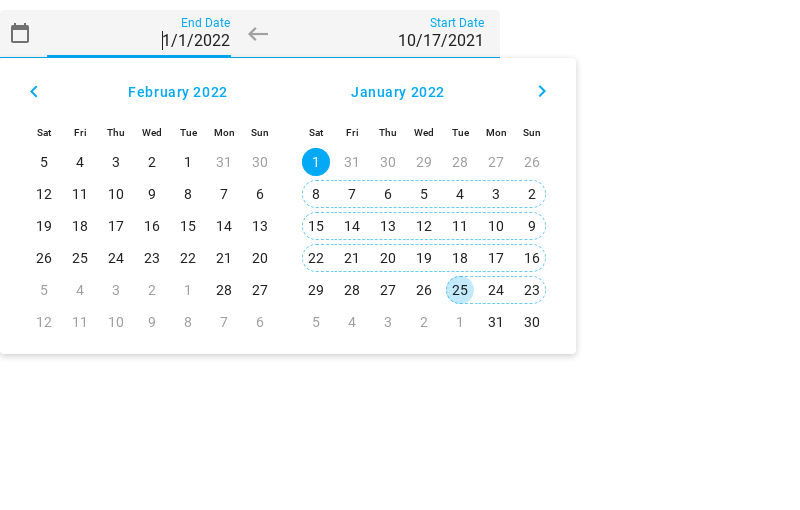 End Date
1/1/2022
Start Date
10/17/2021
February 2022
Sat Fri Thu Wed Tue Mon Sun
5 4 3 2 1 31 30
12 11 10 9 8 7 6
19 18 17 16 15 14 13
26 25 24 23 22 21 20
5 4 3 2 1 28 27
12 11 10 9 8 7 6
January 2022
Sat Fri Thu Wed Tue Mon Sun
1 31 30 29 28 27 26
8 7 6 5 4 3 2
15 14 13 12 11 10 9
22 21 20 19 18 17 16
29 28 27 26 25 24 23
5 4 3 2 1 31 30